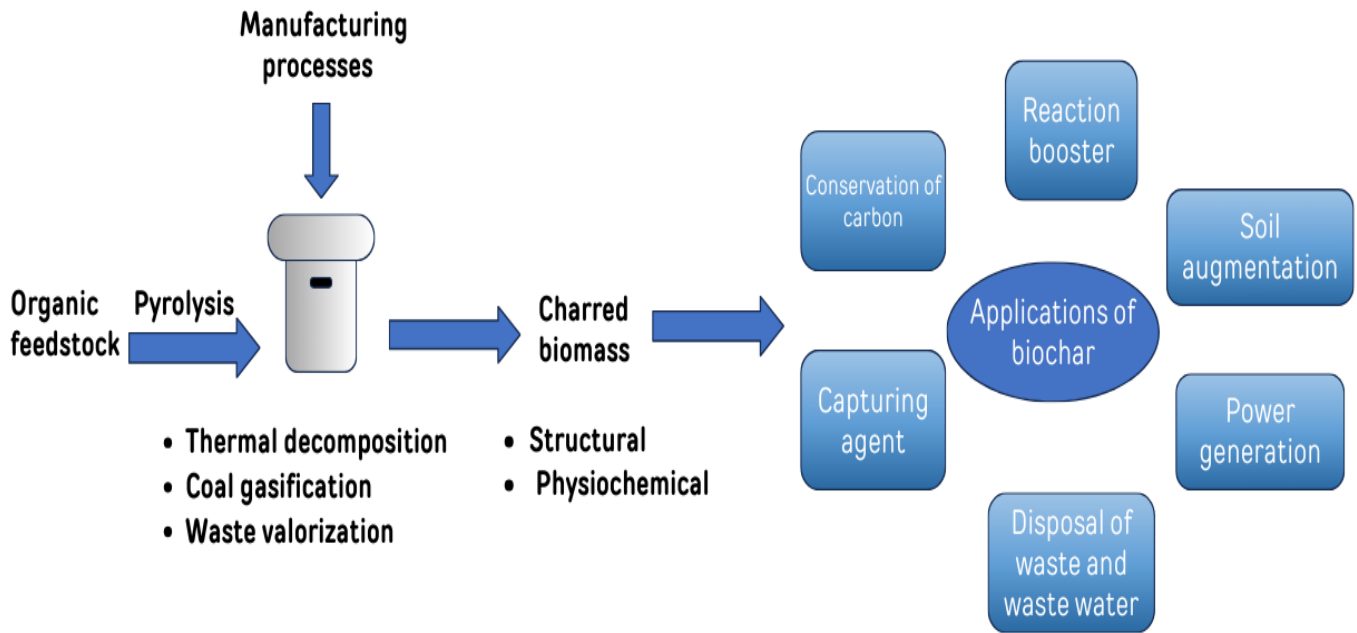 Manufacturing
processes
Organic
feedstock
Pyrolysis
• Thermal decomposition
• Coal gasification
• Waste valorization
Charred
biomass
• Structural
• Physiochemical
Conservation of
carbon
Reaction
booster
Soil
augmentation
Applications of
biochar
Capturing
agent
Power
generation
Disposal of
waste and
waste water